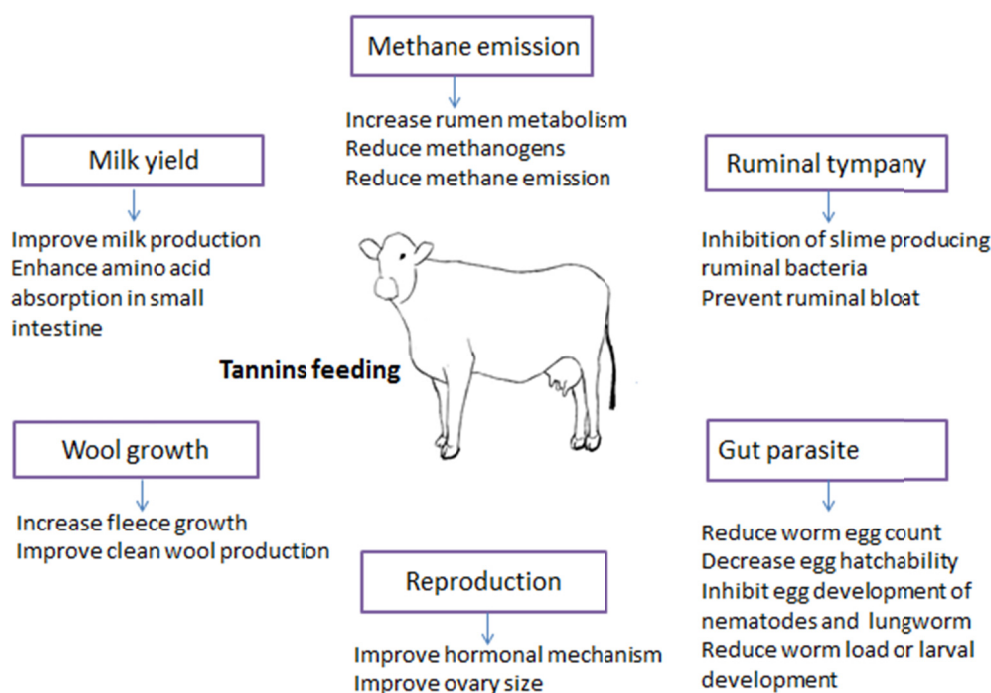 Methane emission
Increase rumen metabolism
Reduce methanogens
Reduce methane emission
Milk yield
Improve milk production
Enhance amino acid
absorption in small
intestine
Ruminal tympany
Inhibition of slime producing
ruminal bacteria
Prevent ruminal bloat
Tannins feeding
Wool growth
Increase fleece growth
Improve clean wool production
Reproduction
Improve hormonal mechanism
Improve ovary size
Gut parasite
Reduce worm egg count
Decrease egg hatchability
Inhibit egg development of
nematodes and lungworm
Reduce worm load or larval
development